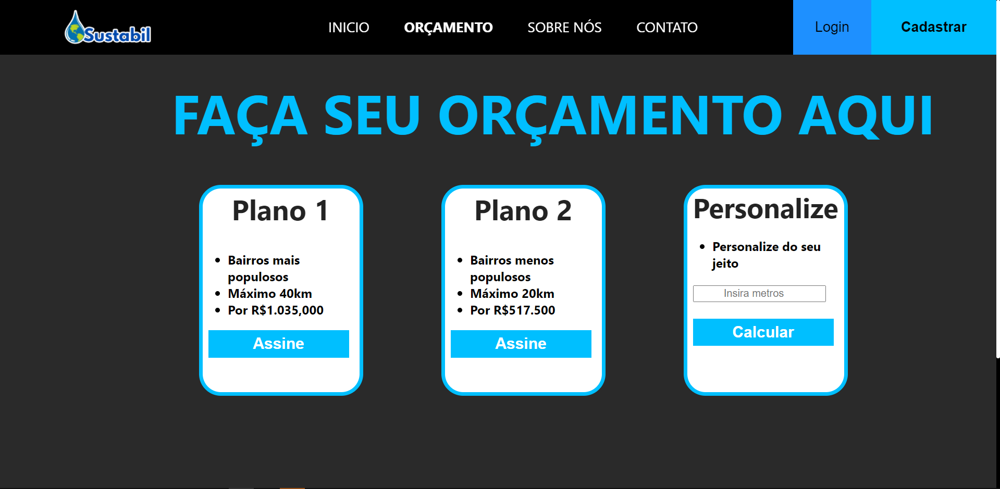 Sustabil
INICIO
ORÇAMENTO
SOBRE NÓS
CONTATO
Login
Cadastrar
FAÇA SEU ORÇAMENTO AQUI
Plano 1
Bairros mais
populosos
Máximo 40km
Por R$1.035,000
Assine
Plano 2
Bairros menos
populosos
Máximo 20km
Por R$517.500
Assine
Personalize
Personalize do seu
jeito
Insira metros
Calcular